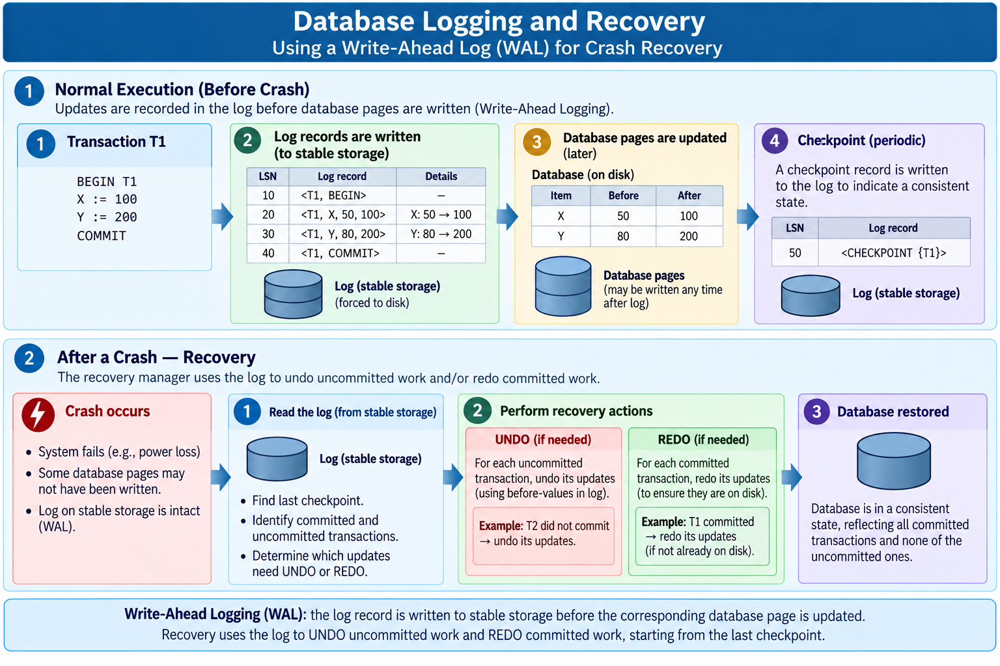 Database Logging and Recovery
Using a Write-Ahead Log (WAL) for Crash Recovery
1
Normal Execution (Before Crash)
Updates are recorded in the log before database pages are written (Write-Ahead Logging).
1
Transaction T1
BEGIN T1
X := 100
Y := 200
COMMIT
2
Log records are written
(to stable storage)
LSN Log record Details
10 <T1, BEGIN> –
20 <T1, X, 50, 100> X: 50 → 100
30 <T1, Y, 80, 200> Y: 80 → 200
40 <T1, COMMIT> –
Log (stable storage)
(forced to disk)
3
Database pages are updated
(later)
Database (on disk)
Item Before After
X 50 100
Y 80 200
Database pages
(may be written any time
after log)
4
Checkpoint (periodic)
A checkpoint record is written
to the log to indicate a consistent
state.
LSN Log record
50 <CHECKPOINT {T1}>
Log (stable storage)
2
After a Crash — Recovery
The recovery manager uses the log to undo uncommitted work and/or redo committed work.
Crash occurs
• System fails (e.g., power loss)
• Some database pages may
not have been written.
• Log on stable storage is intact
(WAL).
1
Read the log (from stable storage)
Log (stable storage)
• Find last checkpoint.
• Identify committed and
uncommitted transactions.
• Determine which updates
need UNDO or REDO.
2
Perform recovery actions
UNDO (if needed)
For each uncommitted
transaction, undo its updates
(using before-values in log).
Example: T2 did not commit
→ undo its updates.
REDO (if needed)
For each committed
transaction, redo its updates
(to ensure they are on disk).
Example: T1 committed
→ redo its updates
(if not already on disk).
3
Database restored
Database is in a consistent
state, reflecting all committed
transactions and none of the
uncommitted ones.
Write-Ahead Logging (WAL): the log record is written to stable storage before the corresponding database page is updated.
Recovery uses the log to UNDO uncommitted work and REDO committed work, starting from the last checkpoint.